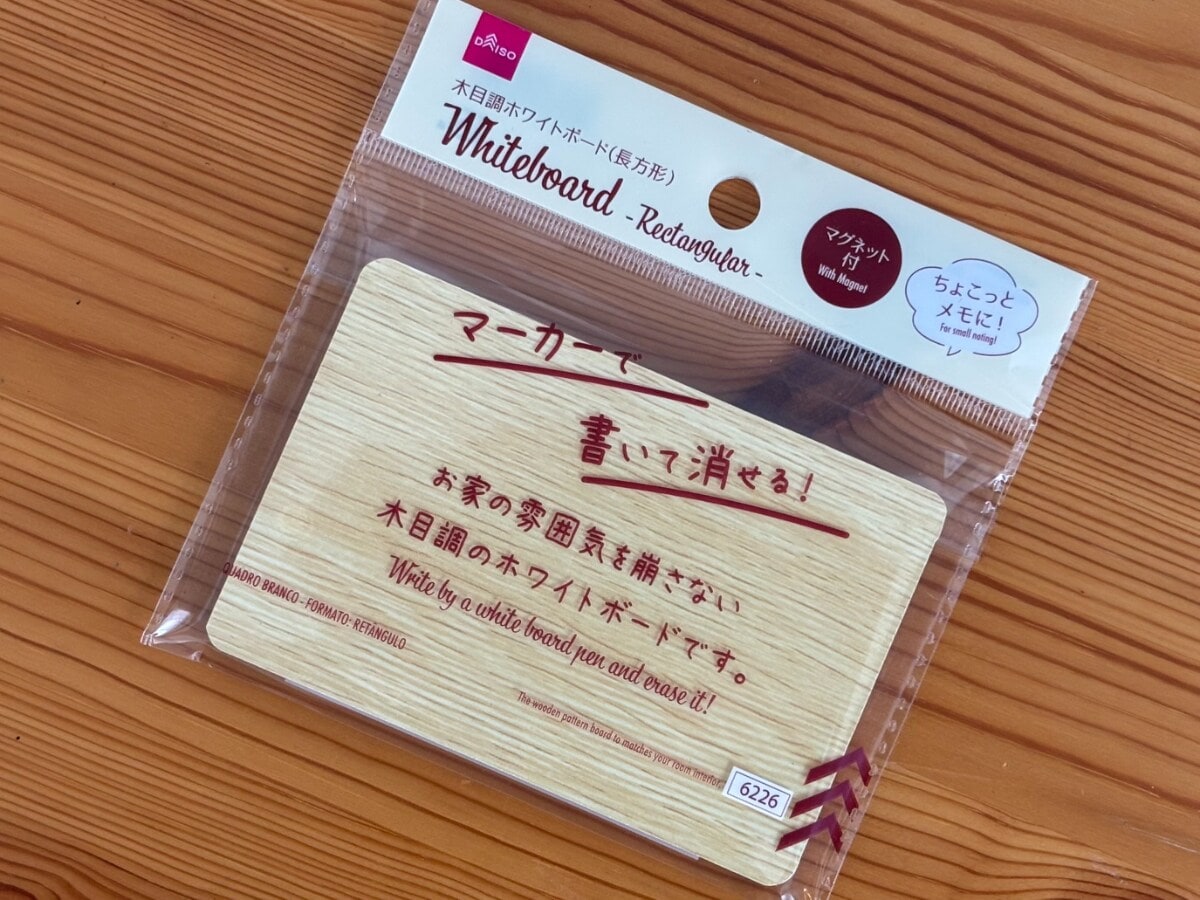 DAISO
木目調ホワイトボード(長方形)
Whiteboard - Rectangular -
マグネット
付
With Magnet
ちょこっと
メモに!
For small noting!
マーカーで
書いて消せる!
お家の雰囲気を崩さない
木目調のホワイトボードです。
Write by a white board pen and erase it!
QUADRO BRANCO - FORMATO: RETÂNGULO
The wooden pattern board to matches your room interior.
6226